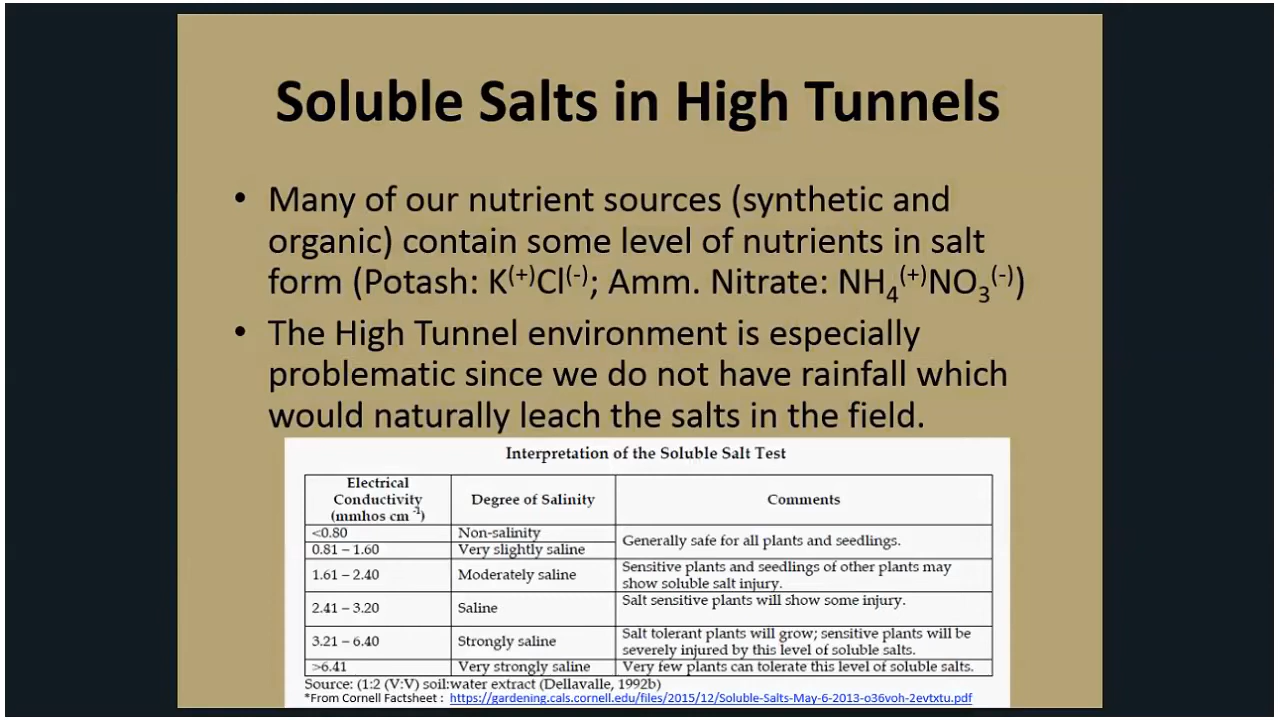 Soluble Salts in High Tunnels
• Many of our nutrient sources (synthetic and
organic) contain some level of nutrients in salt
form (Potash: K(+)Cl(-); Amm. Nitrate: NH4(+)NO3(-))
• The High Tunnel environment is especially
problematic since we do not have rainfall which
would naturally leach the salts in the field.
Interpretation of the Soluble Salt Test
Electrical
Conductivity
(mmhos cm -1)
Degree of Salinity
Comments
<0.80
Non-salinity
Generally safe for all plants and seedlings.
0.81 – 1.60
Very slightly saline
1.61 – 2.40
Moderately saline
Sensitive plants and seedlings of other plants may
show soluble salt injury.
2.41 – 3.20
Saline
Salt sensitive plants will show some injury.
3.21 – 6.40
Strongly saline
Salt tolerant plants will grow; sensitive plants will be
severely injured by this level of soluble salts.
>6.41
Very strongly saline
Very few plants can tolerate this level of soluble salts.
Source: (1:2 (V:V) soil:water extract (Dellavalle, 1992b)
*From Cornell Factsheet : https://gardening.cals.cornell.edu/files/2015/12/Soluble-Salts-May-6-2013-o36voh-2evtxtu.pdf